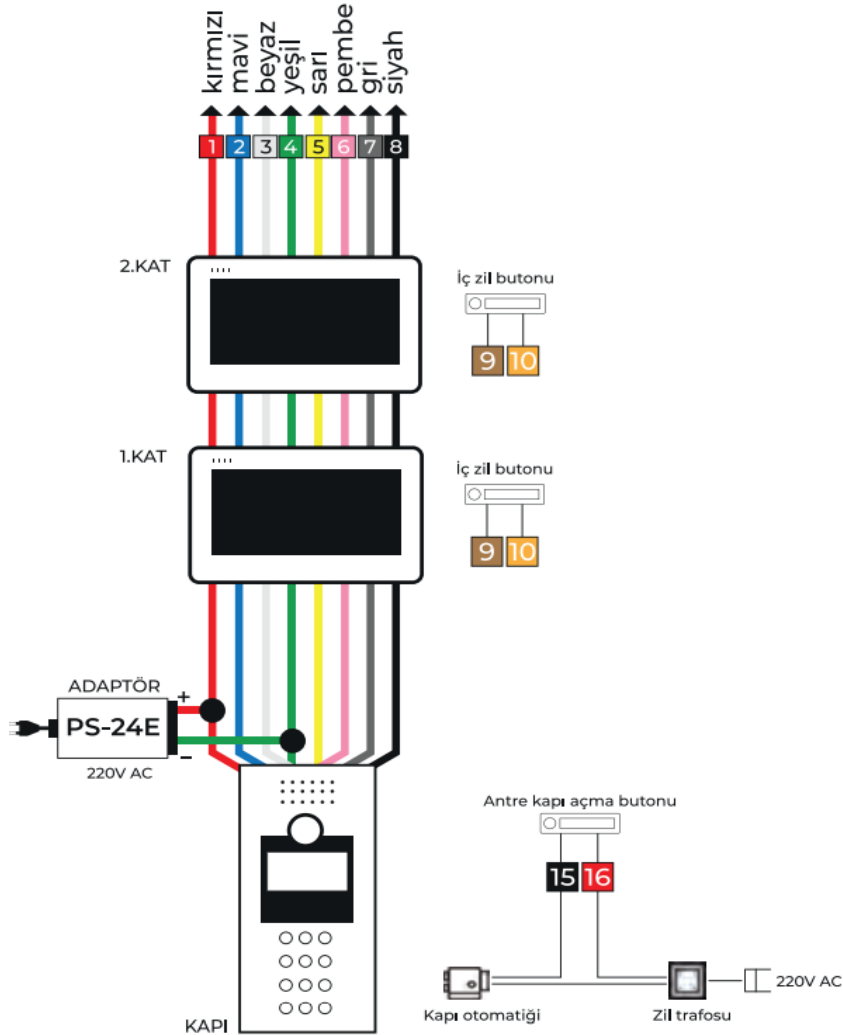 kırmızı
mavi
beyaz
yeşil
sarı
pembe
gri
siyah
1 2 3 4 5 6 7 8
2.KAT
İç zil butonu
9 10
1.KAT
İç zil butonu
9 10
ADAPTÖR
+
PS-24E
−
220V AC
KAPI
Antre kapı açma butonu
15 16
220V AC
Kapı otomatiği
Zil trafosu